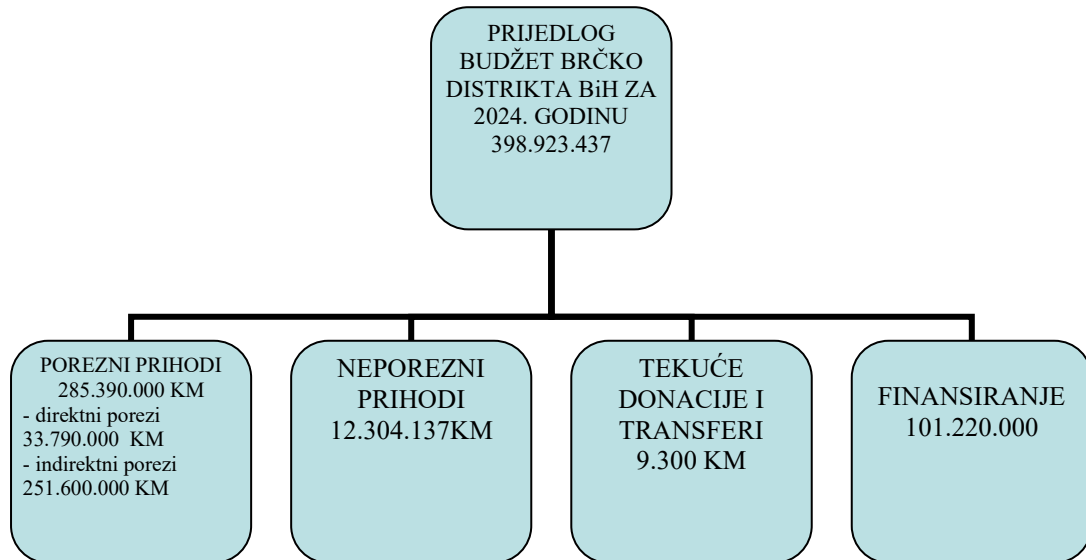 PRIJEDLOG
BUDŽET BRČKO
DISTRIKTA BiH ZA
2024. GODINU
398.923.437
POREZNI PRIHODI
285.390.000 KM
- direktni porezi
33.790.000 KM
- indirektni porezi
251.600.000 KM
NEPOREZNI
PRIHODI
12.304.137KM
TEKUĆE
DONACIJE I
TRANSFERI
9.300 KM
FINANSIRANJE
101.220.000